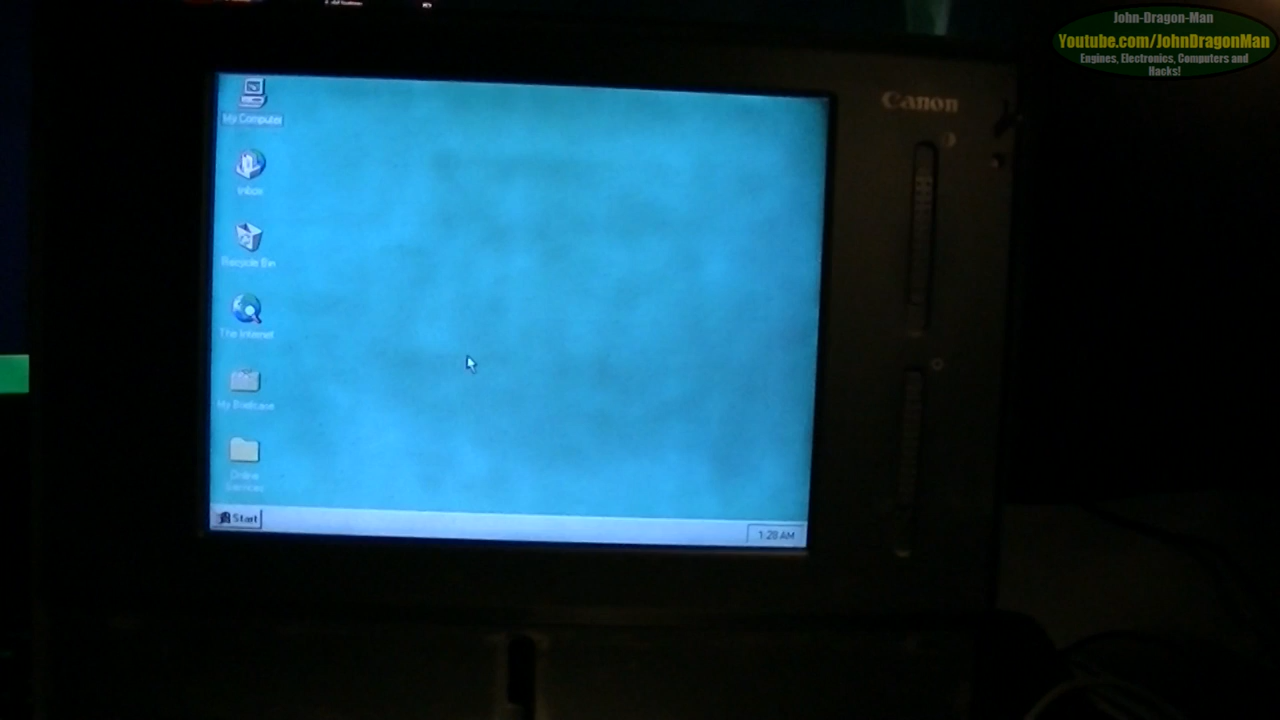 John-Dragon-Man
Youtube.com/JohnDragonMan
Engines, Electronics, Computers and
Hacks!
Canon
My Computer
Inbox
Recycle Bin
The Internet
My Briefcase
Online
Services
Start
1:28 AM